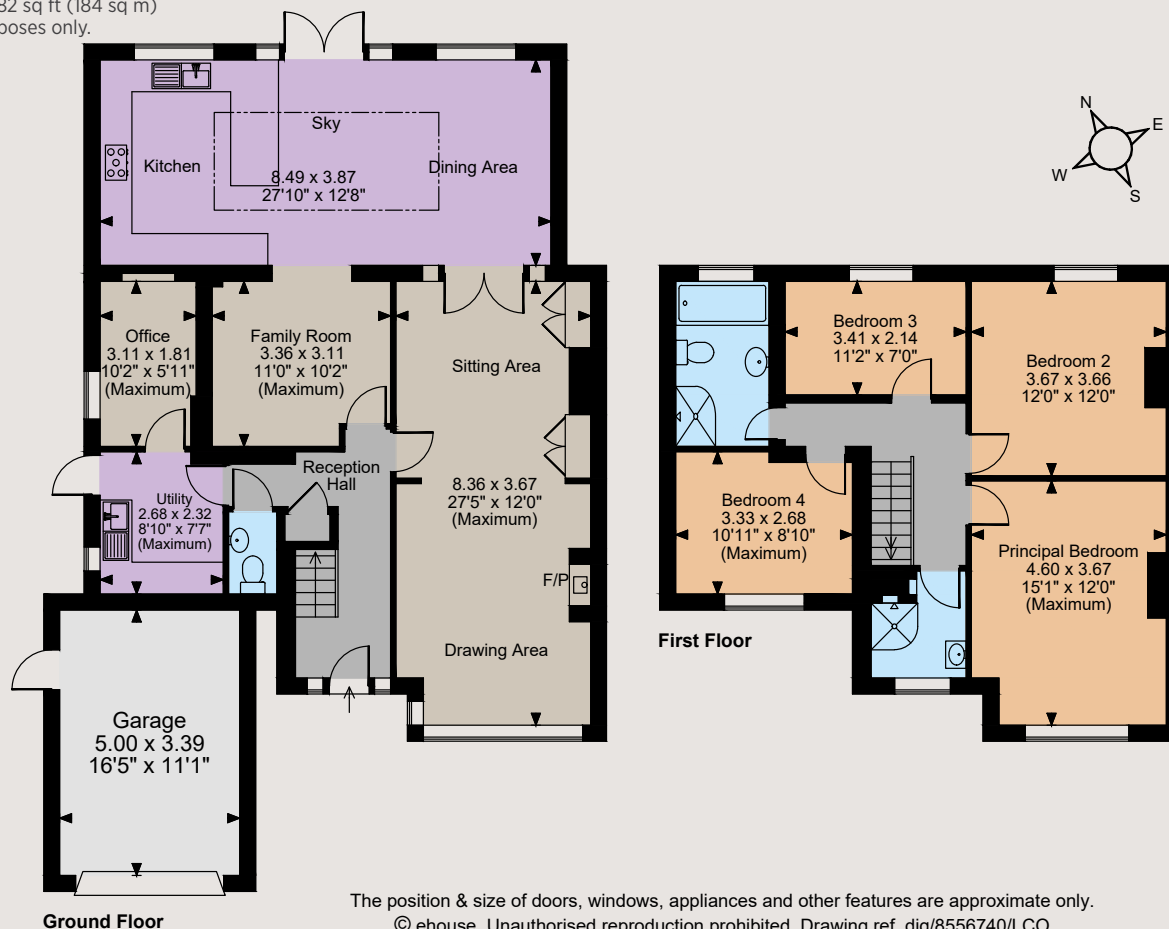 82 sq ft (184 sq m)
poses only.
Sky
Kitchen
Dining Area
8.49 x 3.87
27'10" x 12'8"
N
E
W
S
Office
3.11 x 1.81
10'2" x 5'11"
(Maximum)
Family Room
3.36 x 3.11
11'0" x 10'2"
(Maximum)
Sitting Area
Reception
Hall
8.36 x 3.67
27'5" x 12'0"
(Maximum)
Utility
2.68 x 2.32
8'10" x 7'7"
(Maximum)
F/P
Drawing Area
Garage
5.00 x 3.39
16'5" x 11'1"
Ground Floor
Bedroom 3
3.41 x 2.14
11'2" x 7'0"
Bedroom 2
3.67 x 3.66
12'0" x 12'0"
Bedroom 4
3.33 x 2.68
10'11" x 8'10"
(Maximum)
Principal Bedroom
4.60 x 3.67
15'1" x 12'0"
(Maximum)
First Floor
The position & size of doors, windows, appliances and other features are approximate only.
© ehouse. Unauthorised reproduction prohibited. Drawing ref. dig/8556740/LCO